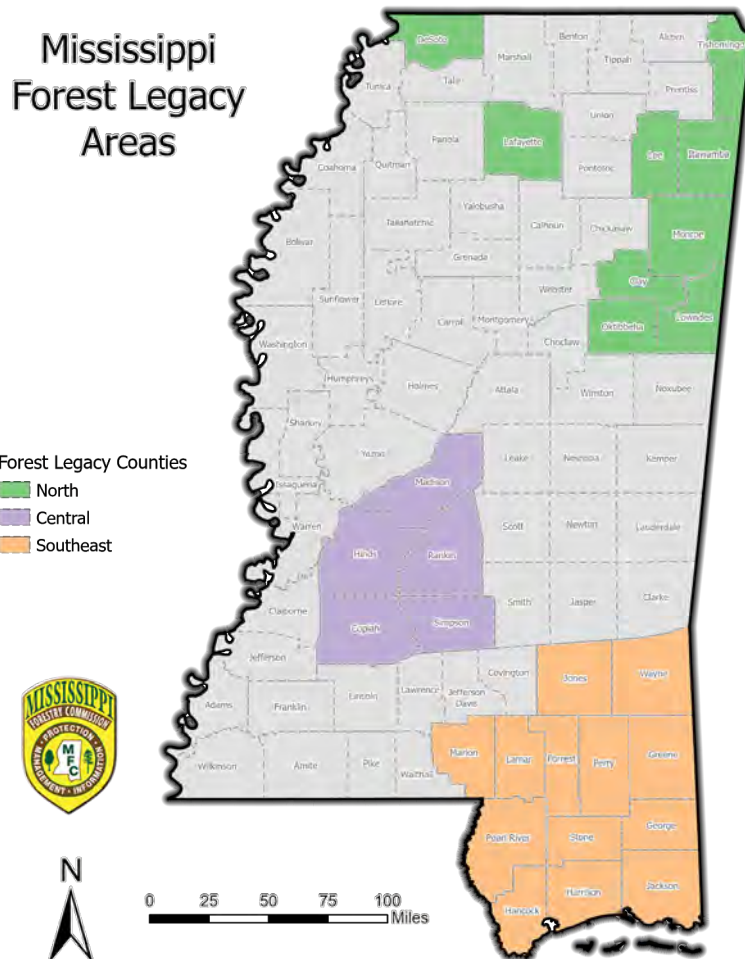 Mississippi
Forest Legacy
Areas
DeSoto
Marshall
Benton
Tippah
Alcorn
Tishomingo
Tunica
Tate
Prentiss
Union
Panola
Lafayette
Lee
Itawamba
Coahoma
Quitman
Pontotoc
Yalobusha
Tallahatchie
Calhoun
Chickasaw
Monroe
Bolivar
Grenada
Clay
Webster
Sunflower
Leflore
Carroll
Montgomery
Oktibbeha
Lowndes
Washington
Choctaw
Humphreys
Holmes
Attala
Winston
Noxubee
Sharkey
Yazoo
Leake
Neshoba
Kemper
Forest Legacy Counties
North
Central
Southeast
Issaquena
Madison
Warren
Scott
Newton
Lauderdale
Hinds
Rankin
Claiborne
Smith
Jasper
Clarke
Copiah
Simpson
Jefferson
Covington
Jones
Wayne
Adams
Franklin
Lincoln
Lawrence
Jefferson
Davis
Wilkinson
Amite
Pike
Walthall
Marion
Lamar
Forrest
Perry
Greene
Pearl River
Stone
George
Hancock
Harrison
Jackson
MISSISSIPPI
FORESTRY COMMISSION
PROTECTION
MANAGEMENT - INFORMATION
M
F
C
N
0 25 50 75 100
Miles